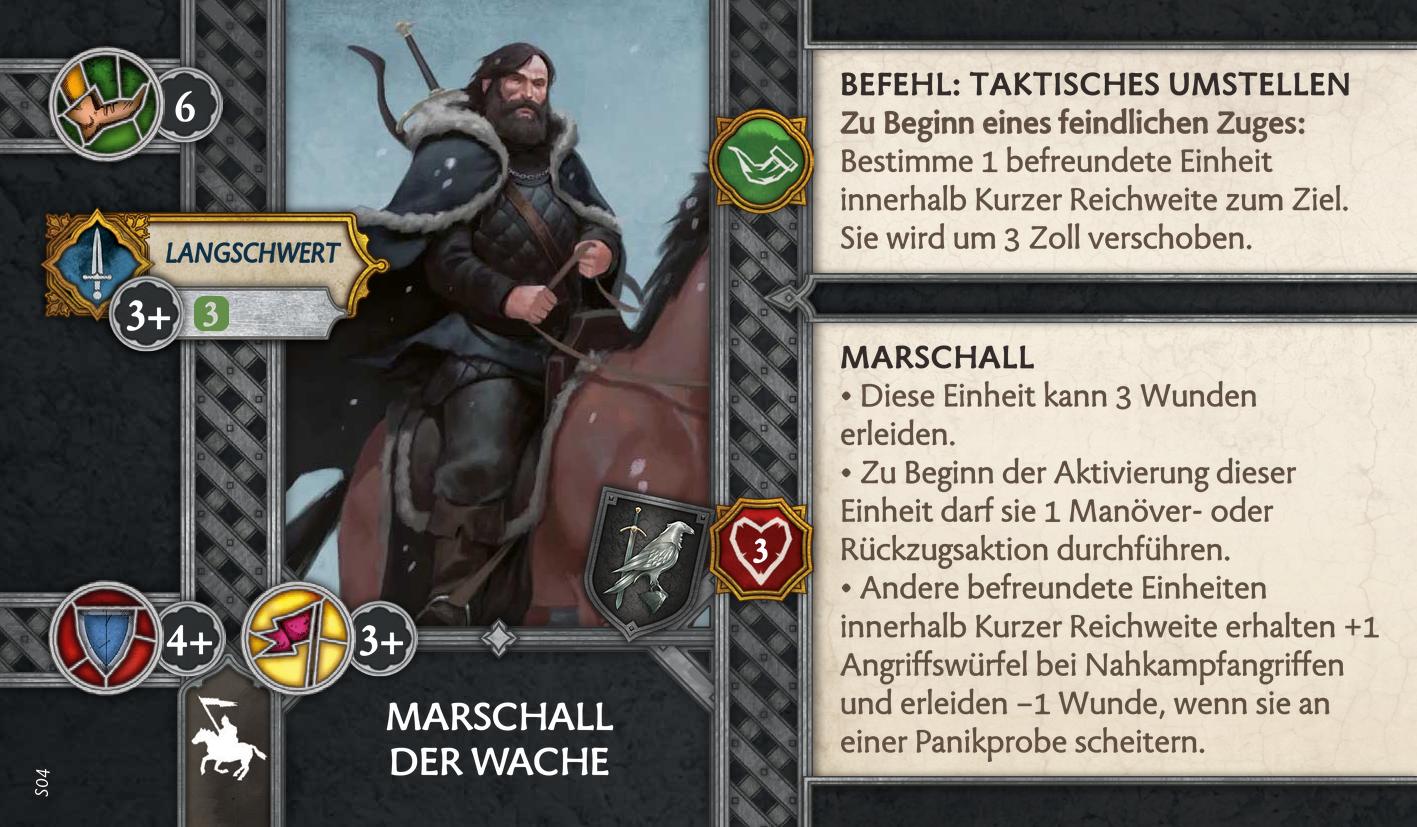 6
LANGSCHWERT
3+ 3
4+
3+
MARSCHALL
DER WACHE
S04
BEFEHL: TAKTISCHES UMSTELLEN
Zu Beginn eines feindlichen Zuges:
Bestimme 1 befreundete Einheit
innerhalb Kurzer Reichweite zum Ziel.
Sie wird um 3 Zoll verschoben.
3
MARSCHALL
• Diese Einheit kann 3 Wunden
erleiden.
• Zu Beginn der Aktivierung dieser
Einheit darf sie 1 Manöver- oder
Rückzugsaktion durchführen.
• Andere befreundete Einheiten
innerhalb Kurzer Reichweite erhalten +1
Angriffswürfel bei Nahkampfangriffen
und erleiden –1 Wunde, wenn sie an
einer Panikprobe scheitern.